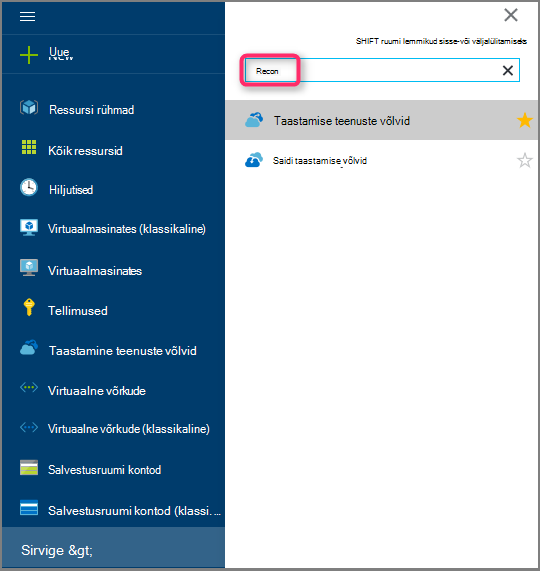 Uue
New
Ressursi rühmad
Kõik ressursid
Hiljutised
Virtuaalmasinates (klassikaline)
Virtuaalmasinates
Tellimused
Taastamine teenuste võlvid
Virtuaalne võrkude
Virtuaalne võrkude (klassikaline)
Salvestusruumi kontod
Salvestusruumi kontod (klassi. ...
Sirvige &gt;
SHIFT ruumi lemmikud sisse-või väljalülitamiseks
Recon
Taastamise teenuste võlvid
Saidi taastamise võlvid